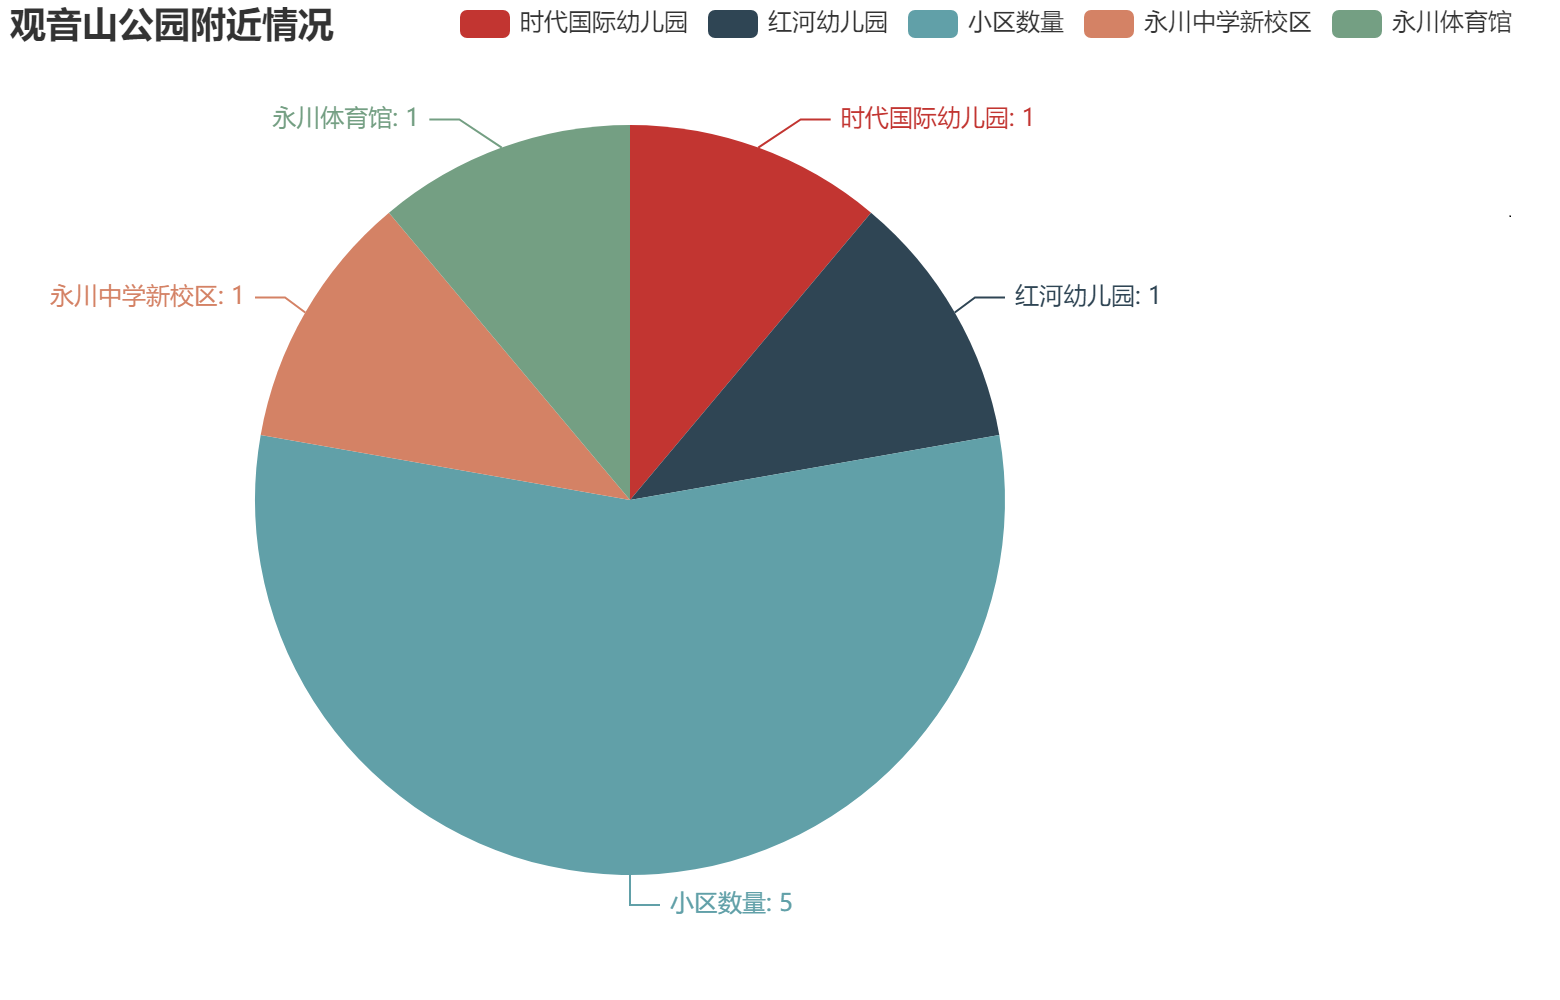 观音山公园附近情况
时代国际幼儿园 红河幼儿园 小区数量 永川中学新校区 永川体育馆
永川体育馆: 1
时代国际幼儿园: 1
永川中学新校区: 1
红河幼儿园: 1
小区数量: 5